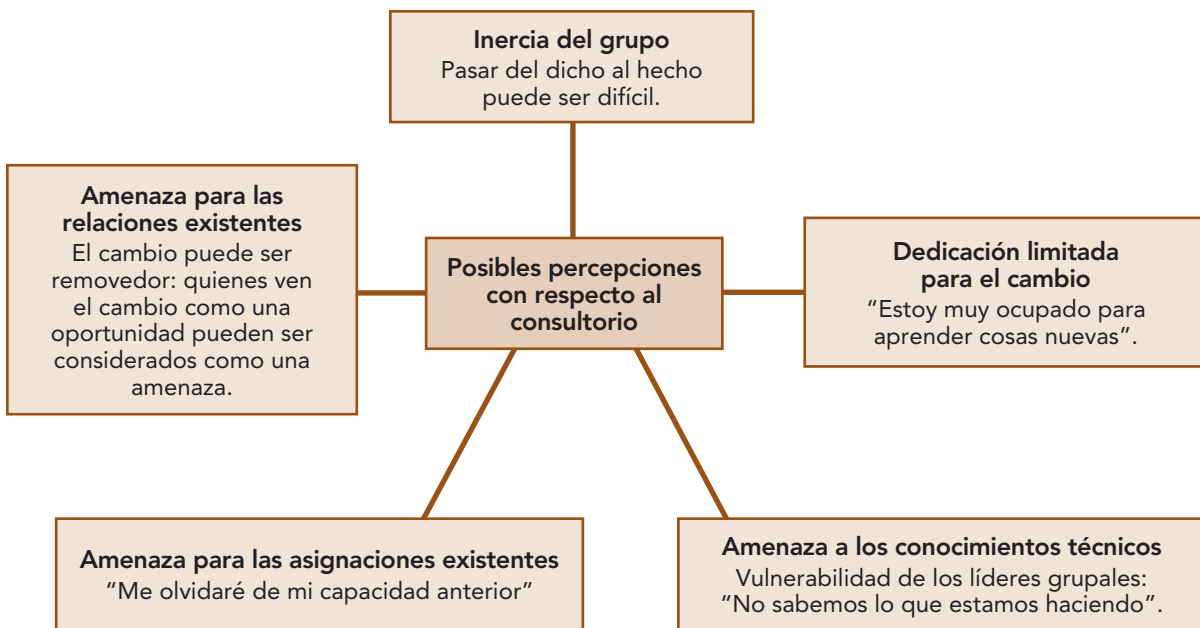 Inercia del grupo
Pasar del dicho al hecho
puede ser difícil.
Amenaza para las
relaciones existentes
El cambio puede ser
removedor: quienes ven
el cambio como una
oportunidad pueden ser
considerados como una
amenaza.
Posibles percepciones
con respecto al
consultorio
Dedicación limitada
para el cambio
“Estoy muy ocupado para
aprender cosas nuevas”.
Amenaza para las asignaciones existentes
“Me olvidaré de mi capacidad anterior”
Amenaza a los conocimientos técnicos
Vulnerabilidad de los líderes grupales:
“No sabemos lo que estamos haciendo”.